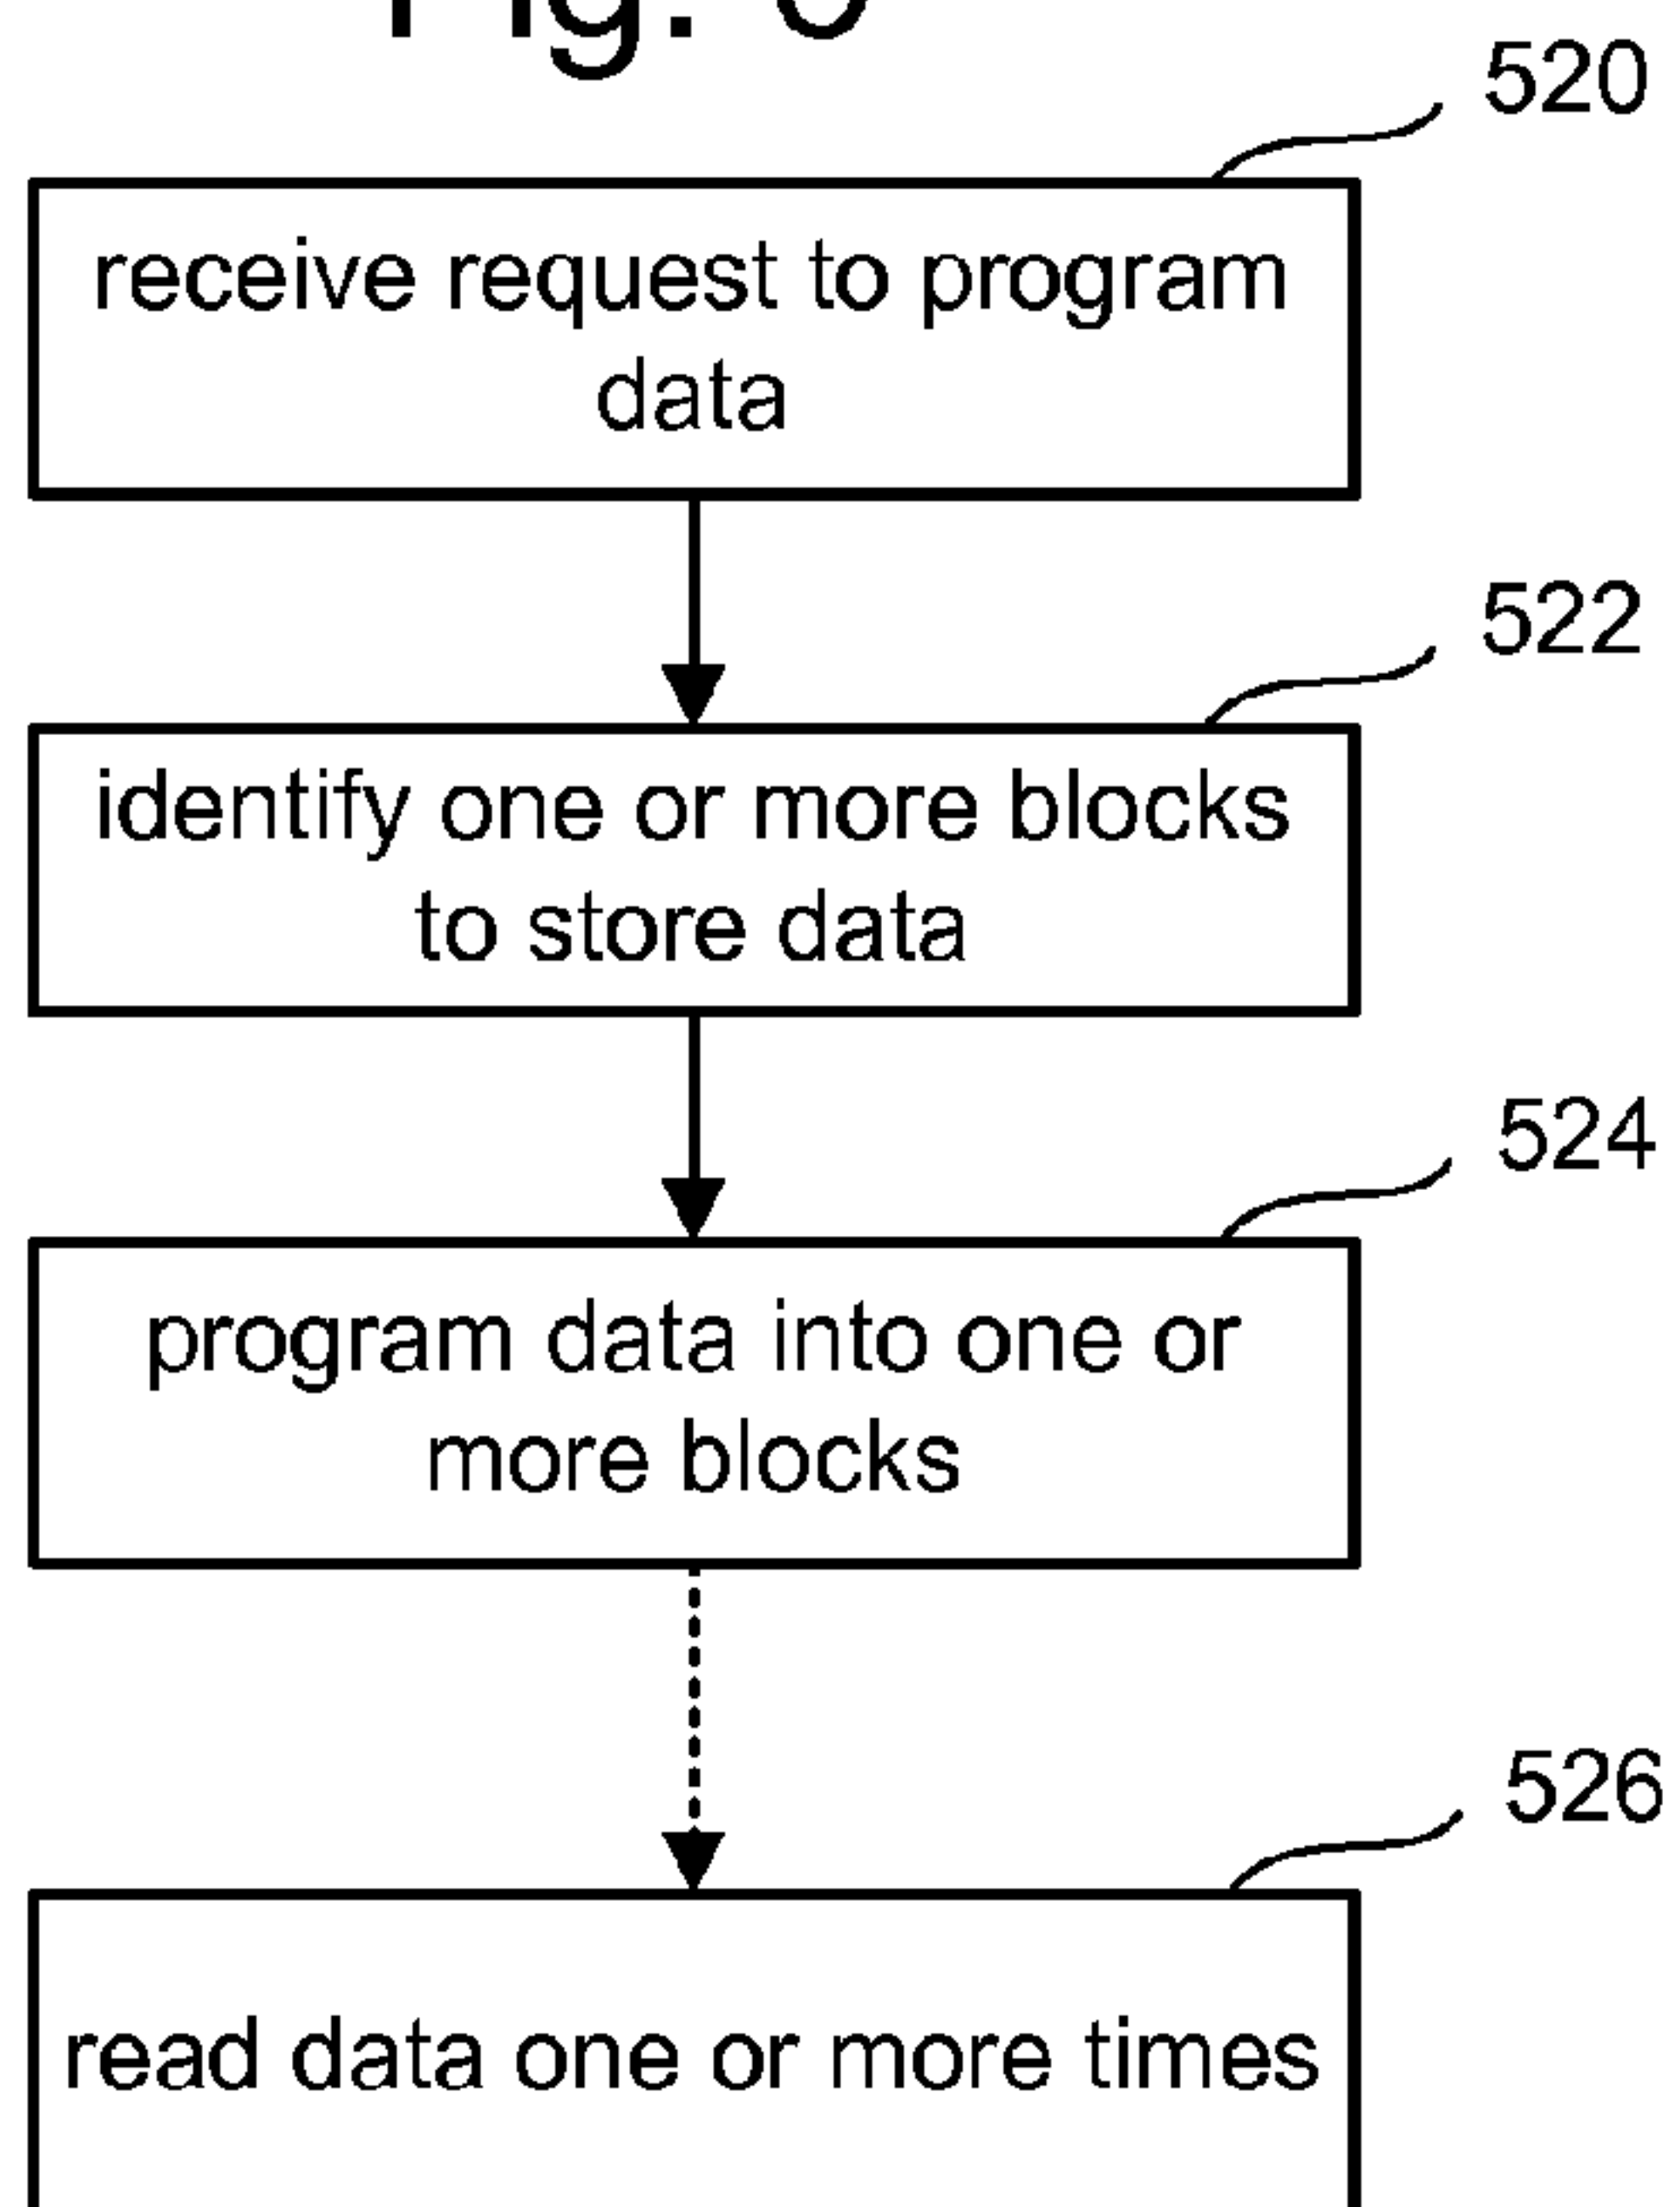 520
receive request to program
data
522
identify one or more blocks
to store data
524
program data into one or
more blocks
526
read data one or more times